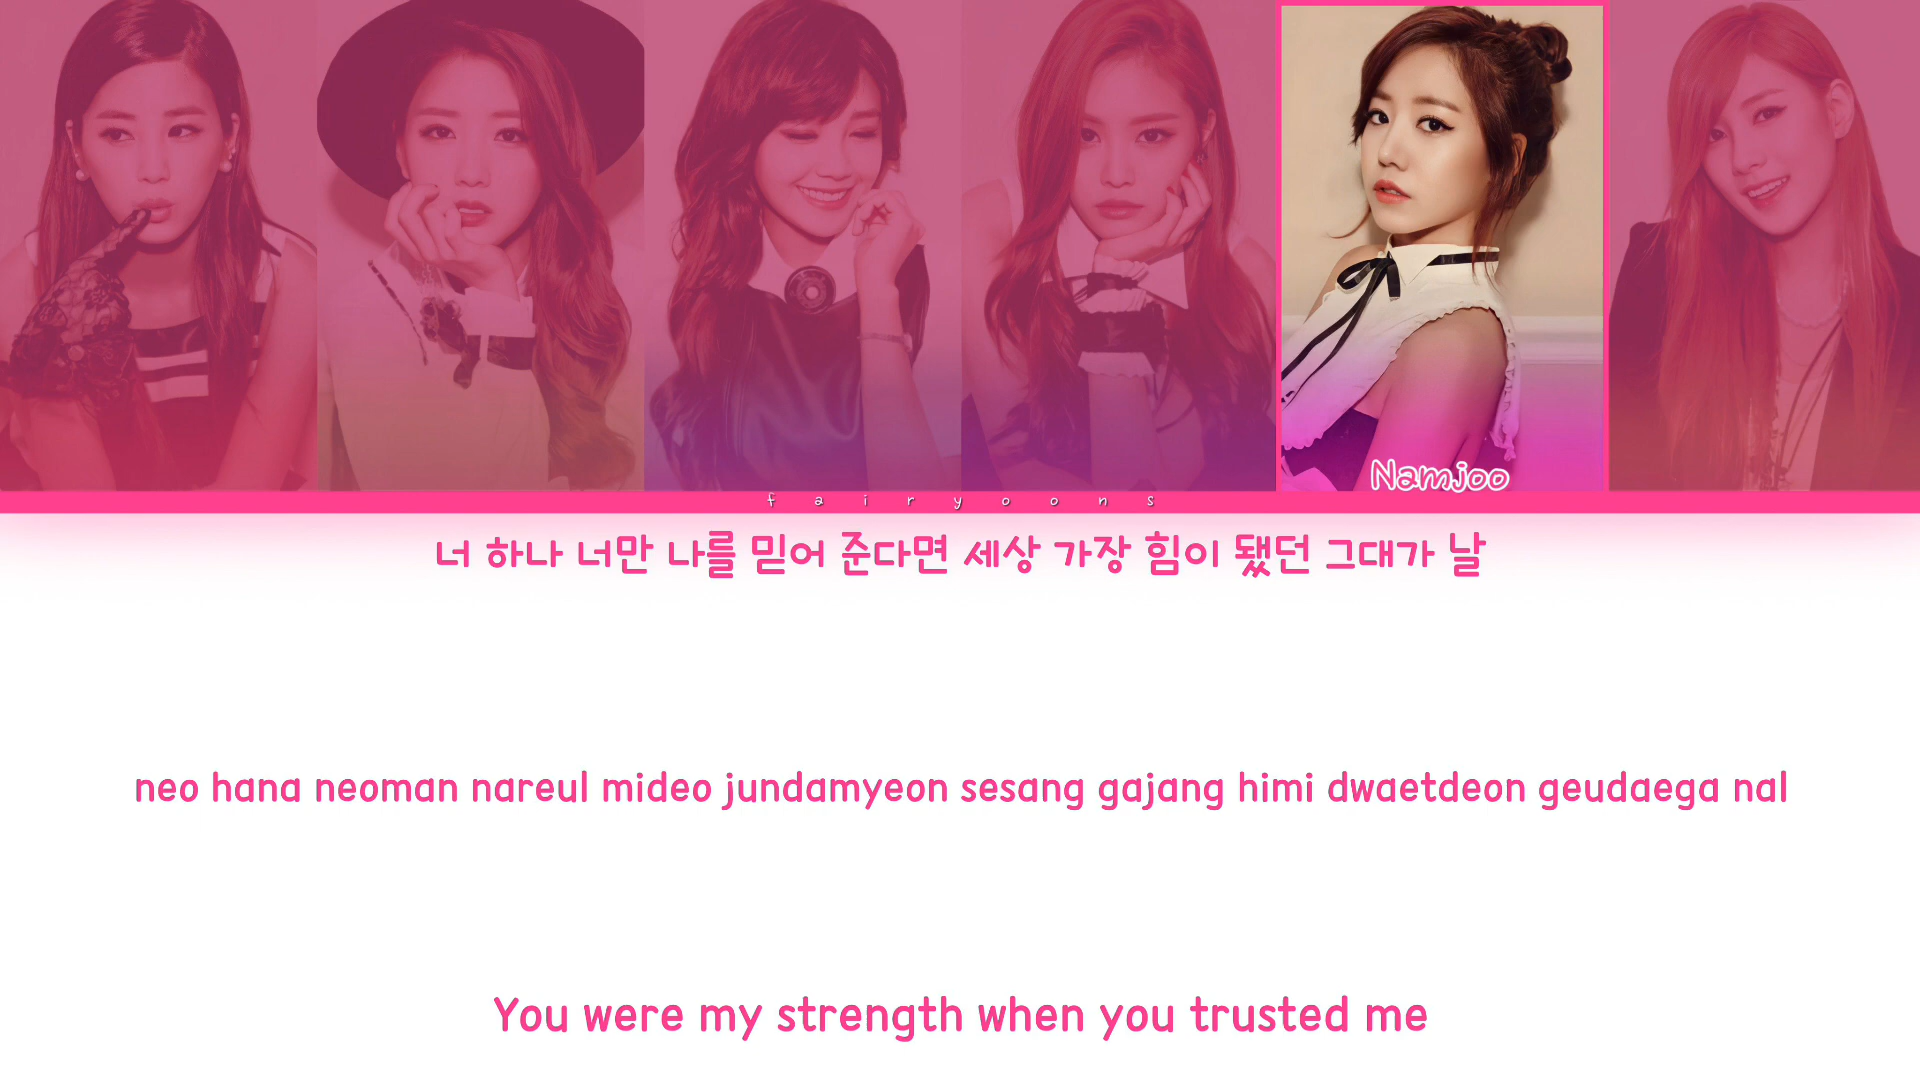 Namjoo
fairyoons
너 하나 너만 나를 믿어 준다면 세상 가장 힘이 됐던 그대가 날
neo hana neoman nareul mideo jundamyeon sesang gajang himi dwaetdeon geudaega nal
You were my strength when you trusted me